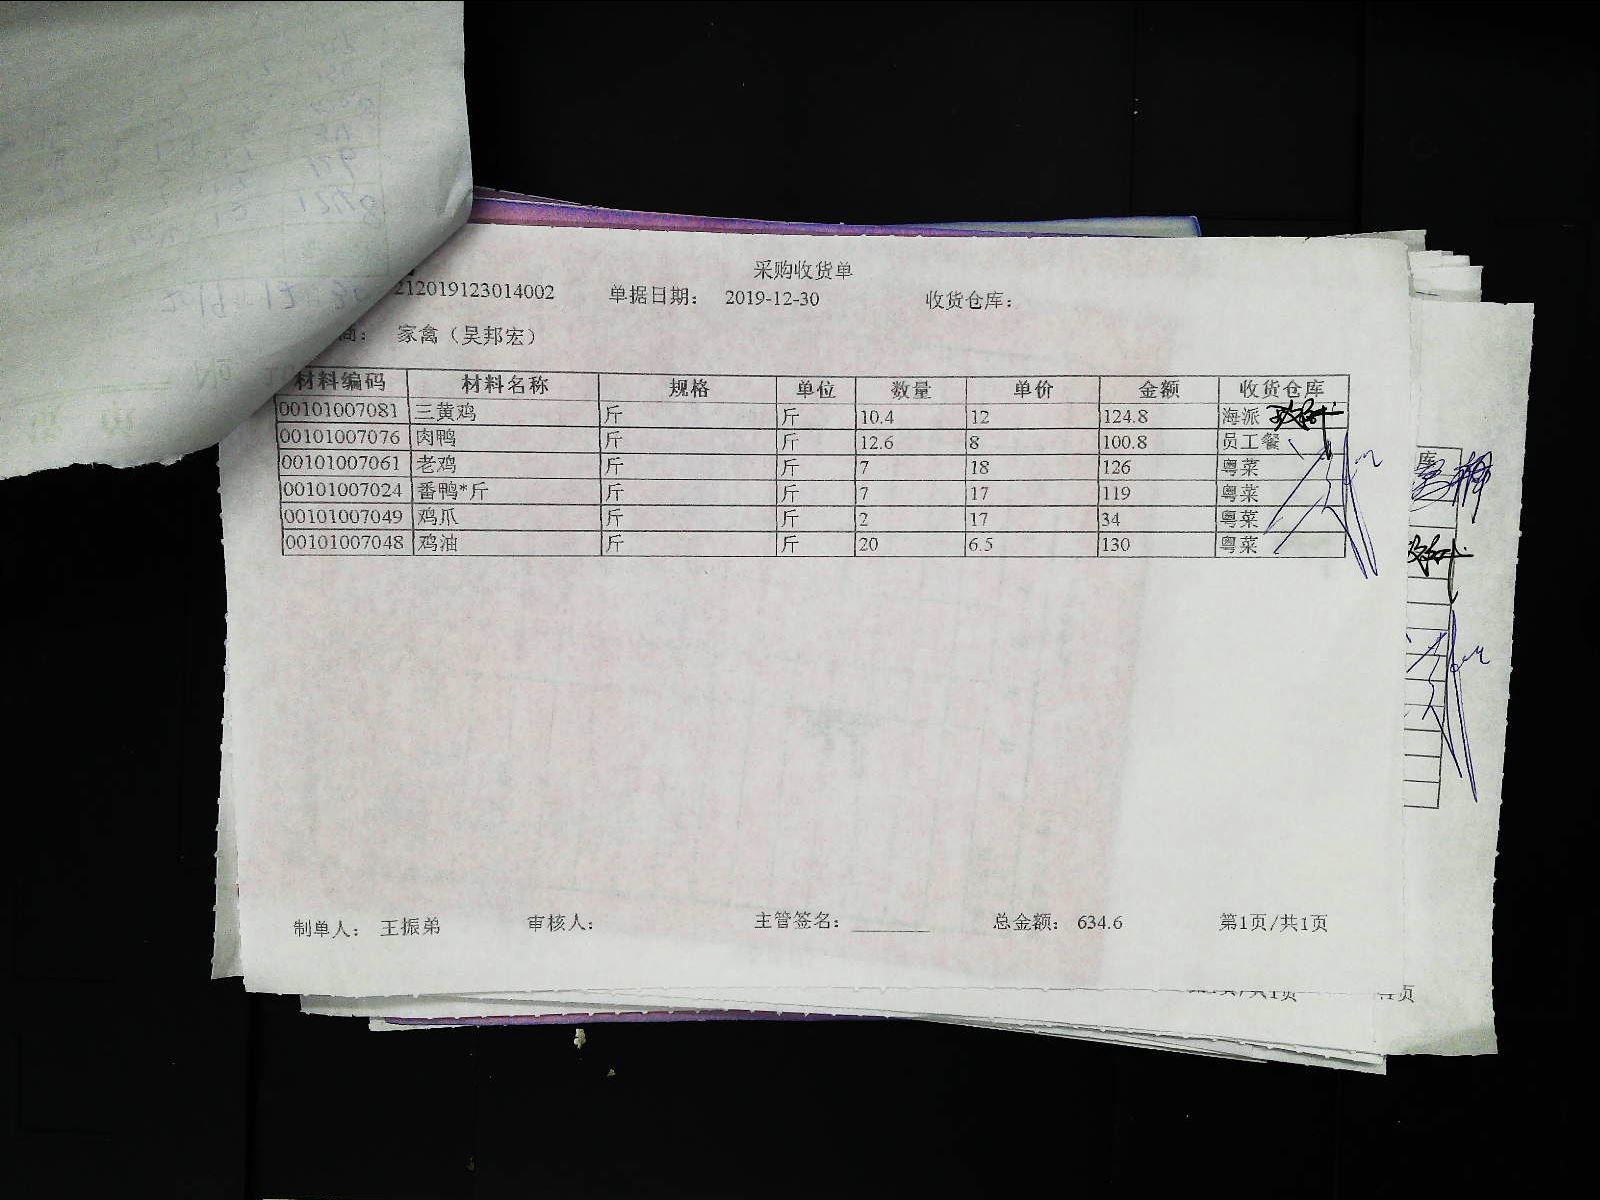 采购收货单
212019123014002 单据日期： 2019-12-30 收货仓库：
商： 家禽（吴邦宏）
材料编码 材料名称 规格 单位 数量 单价 金额 收货仓库
00101007081 三黄鸡 斤 斤 10.4 12 124.8 海派
00101007076 肉鸭 斤 斤 12.6 8 100.8 员工餐
00101007061 老鸡 斤 斤 7 18 126 粤菜
00101007024 番鸭*斤 斤 斤 7 17 119 粤菜
00101007049 鸡爪 斤 斤 2 17 34 粤菜
00101007048 鸡油 斤 斤 20 6.5 130 粤菜
库
制单人： 王振弟 审核人： 主管签名： 总金额： 634.6 第1页/共1页
页